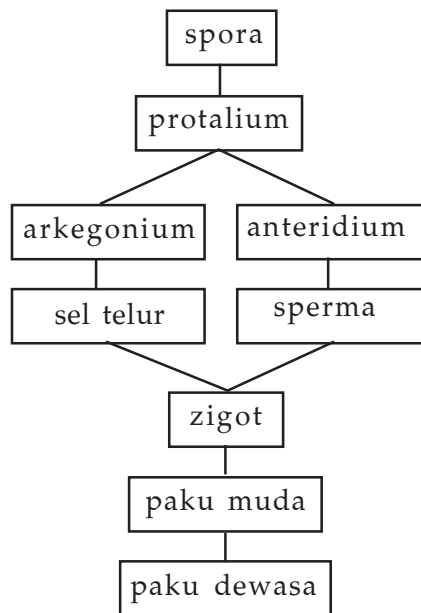 spora
protalium
arkegonium
anteridium
sel telur
sperma
zigot
paku muda
paku dewasa